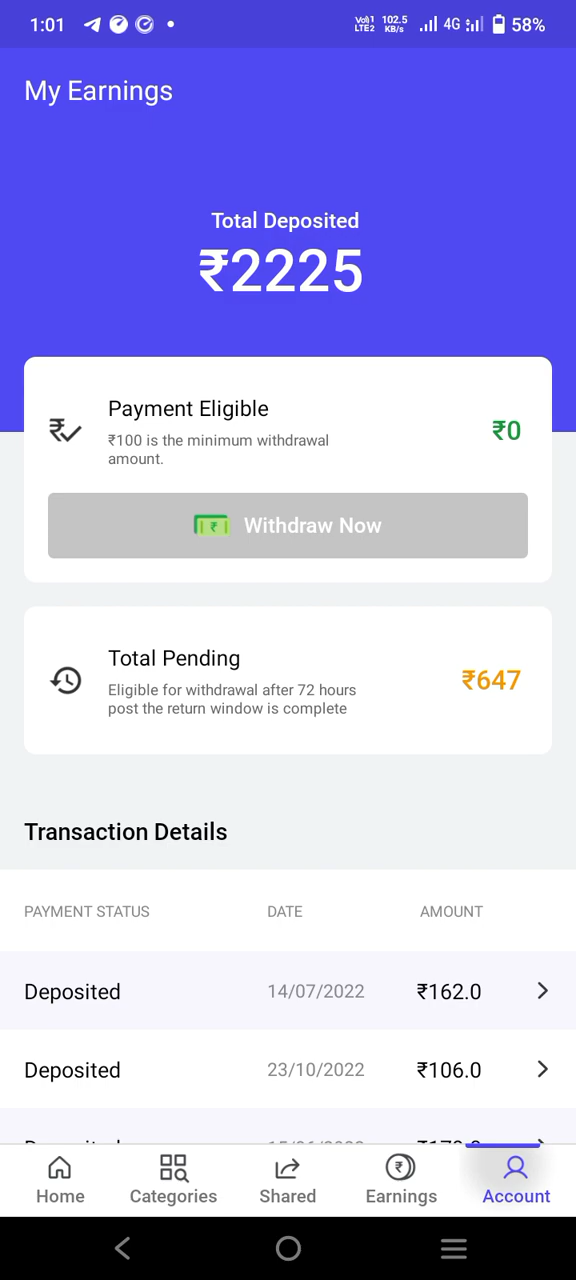 1:01 Vo)) 1 LTE2 102.5 KB/s 4G 58%
My Earnings
Total Deposited
₹2225
Payment Eligible
₹100 is the minimum withdrawal
amount.
₹0
Withdraw Now
Total Pending
Eligible for withdrawal after 72 hours
post the return window is complete
₹647
Transaction Details
PAYMENT STATUS DATE AMOUNT
Deposited 14/07/2022 ₹162.0
Deposited 23/10/2022 ₹106.0
Home Categories Shared Earnings Account